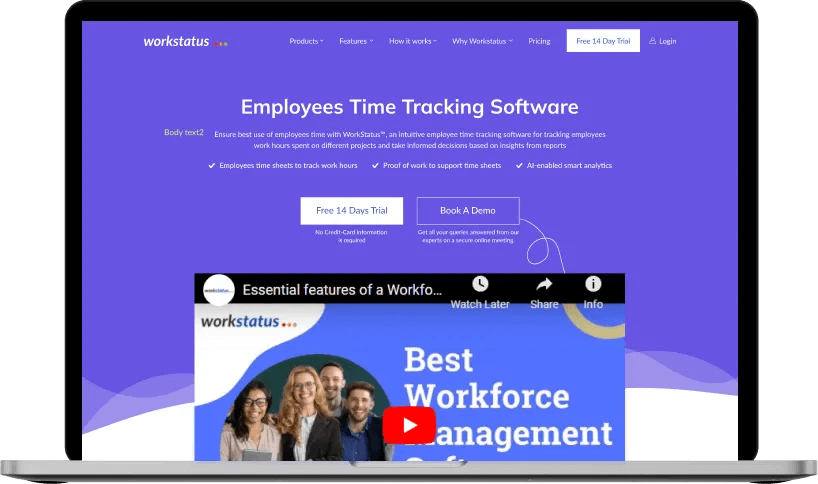 workstatus
Products
Features
How it works
Why Workstatus
Pricing
Free 14 Day Trial
Login
Employees Time Tracking Software
Body text2
Ensure best use of employees time with WorkStatus™, an intuitive employee time tracking software for tracking employees
work hours spent on different projects and take informed decisions based on insights from reports
Employees time sheets to track work hours
Proof of work to support time sheets
AI-enabled smart analytics
Free 14 Days Trial
Book A Demo
No Credit-Card Information
is required
Get all your queries answered from our
experts on a secure online meeting.
workstatus
Essential features of a Workfo...
Watch Later
Share
Info
workstatus
Best
Workforce
Management